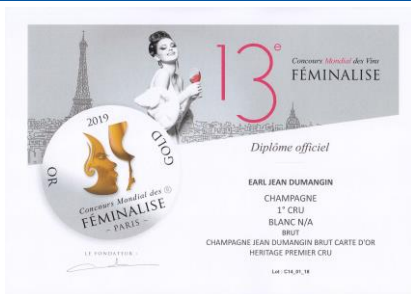 13e
Concours Mondial des Vins
FÉMINALISE
2019
OR
GOLD
Concours Mondial des ®
FÉMINALISE
– PARIS –
LE FONDATEUR :
Diplôme officiel
EARL JEAN DUMANGIN
CHAMPAGNE
1° CRU
BLANC N/A
BRUT
CHAMPAGNE JEAN DUMANGIN BRUT CARTE D'OR
HERITAGE PREMIER CRU
Lot : C14_01_18